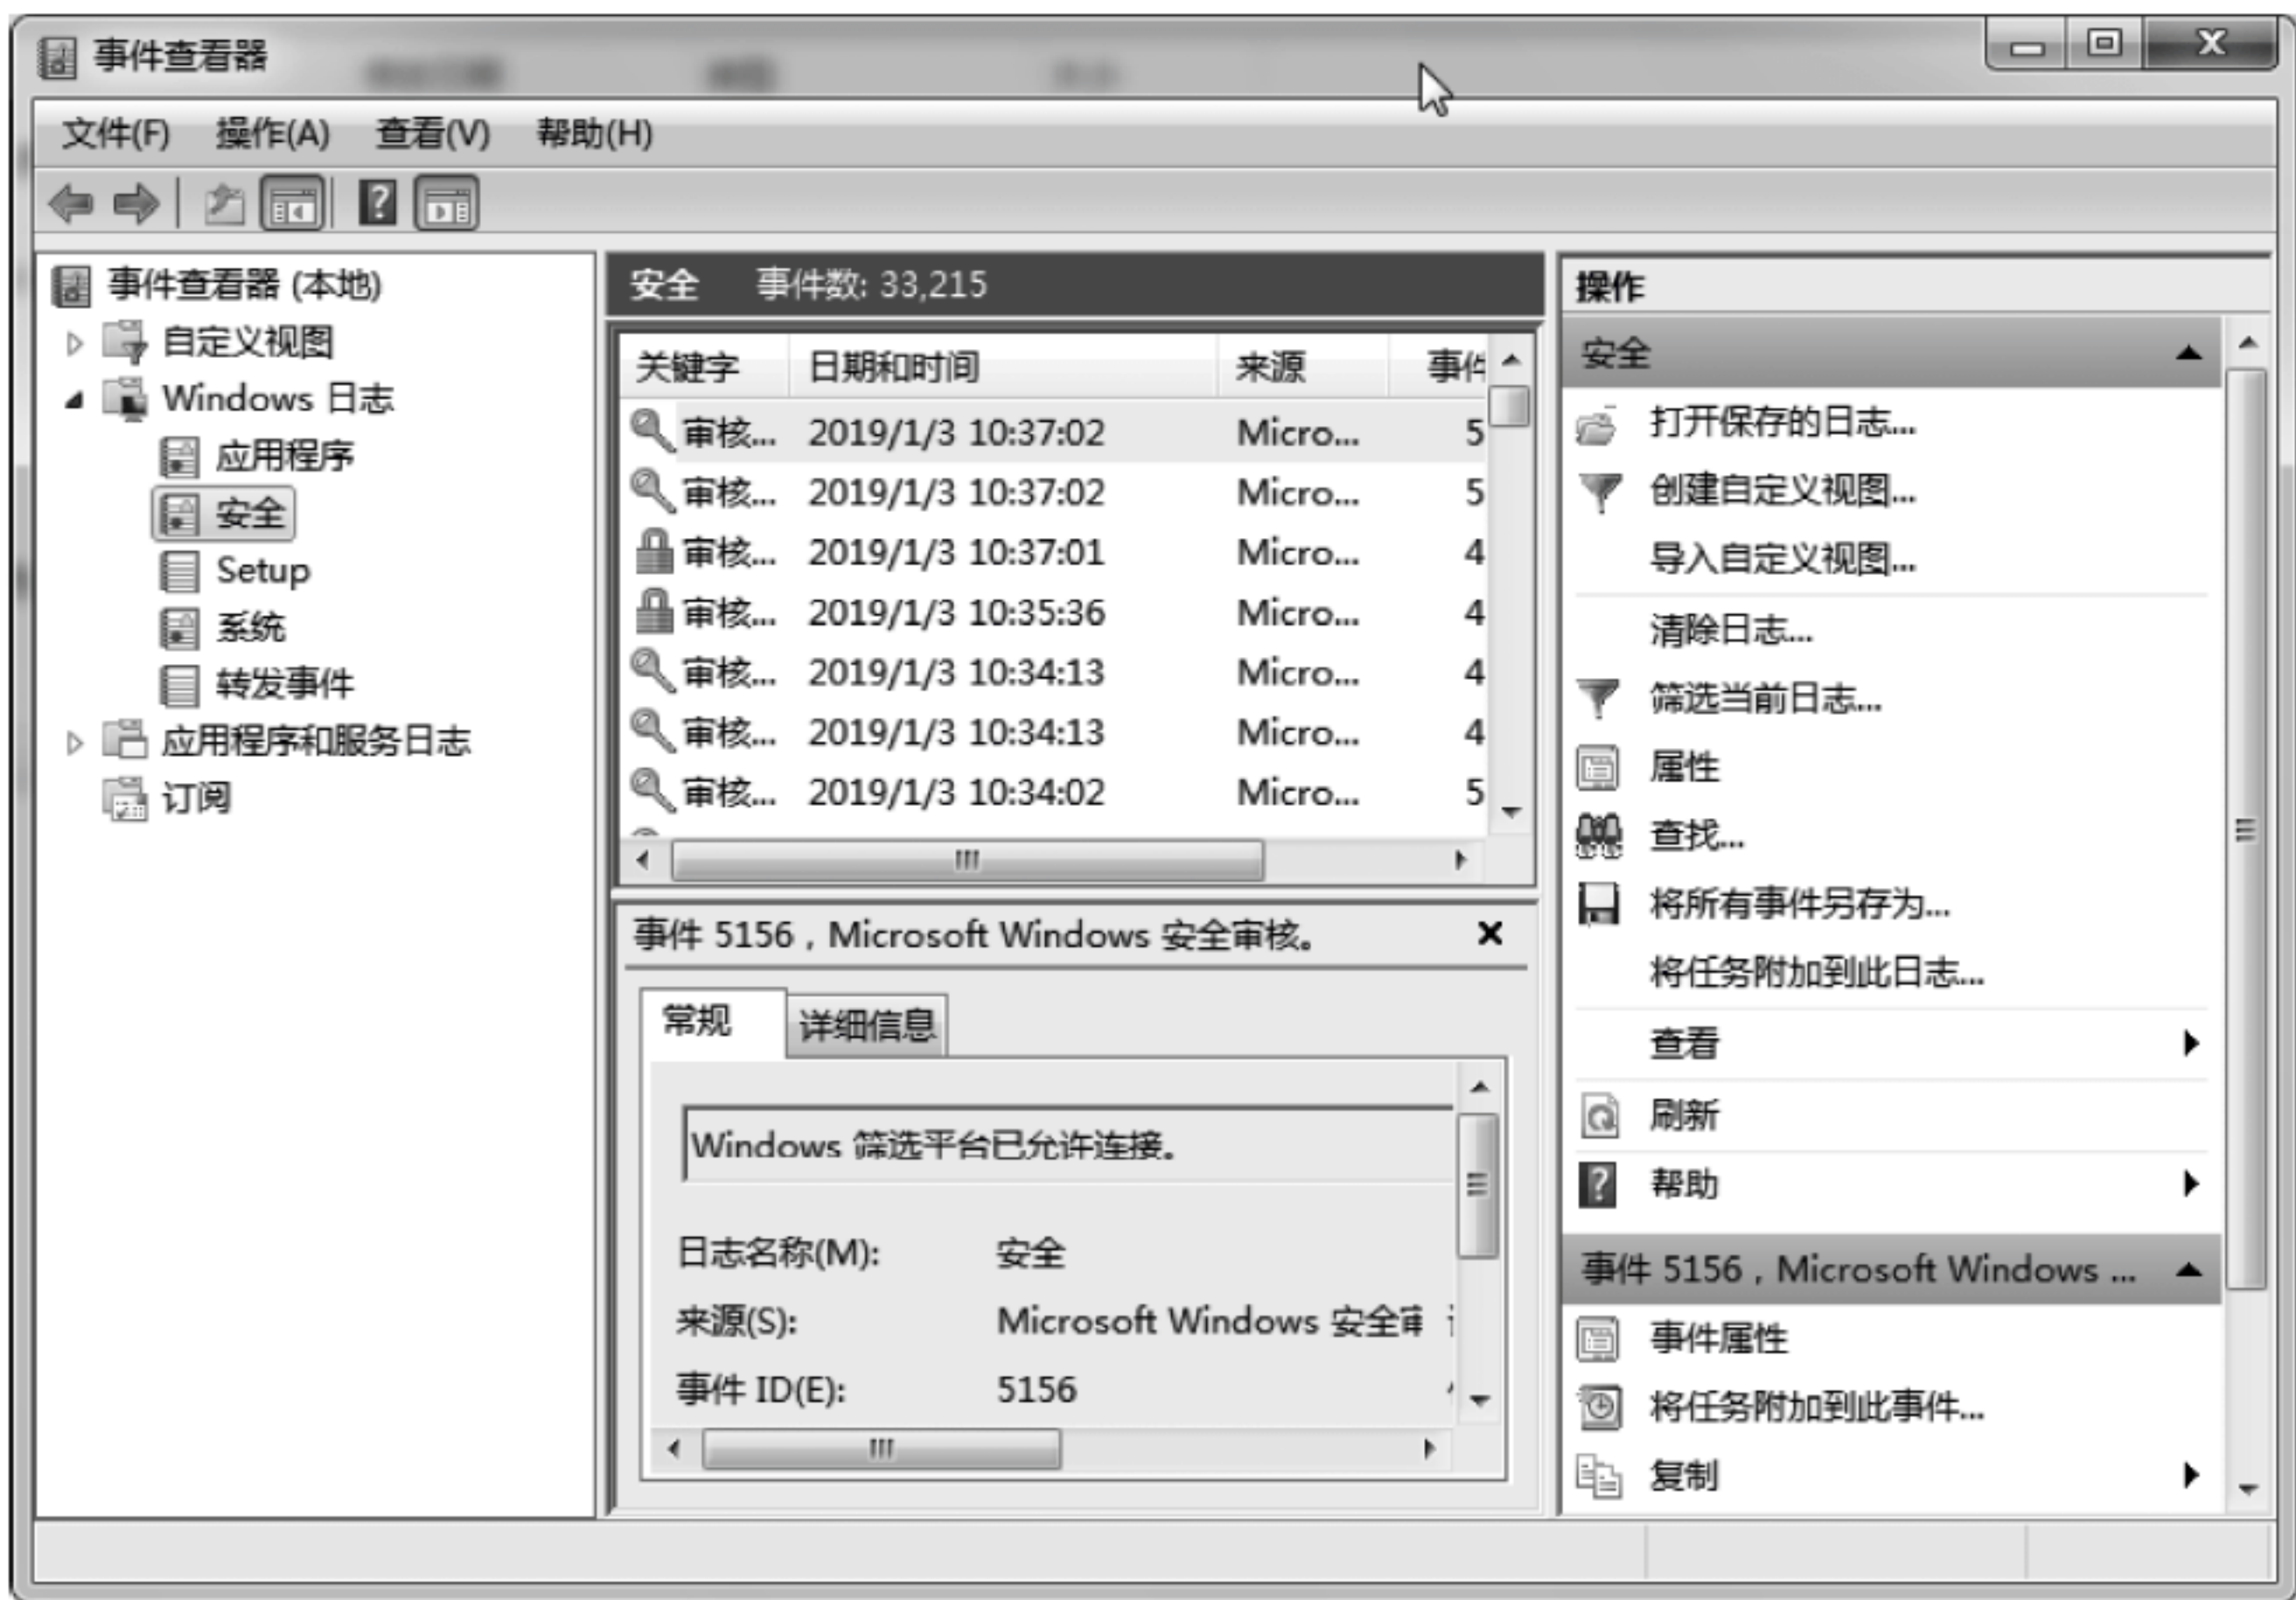 事件查看器
文件(F) 操作(A) 查看(V) 帮助(H)
事件查看器 (本地)
自定义视图
Windows 日志
应用程序
安全
Setup
系统
转发事件
应用程序和服务日志
订阅
安全 事件数: 33,215
关键字 日期和时间 来源 事件
审核... 2019/1/3 10:37:02 Micro... 5
审核... 2019/1/3 10:37:02 Micro... 5
审核... 2019/1/3 10:37:01 Micro... 4
审核... 2019/1/3 10:35:36 Micro... 4
审核... 2019/1/3 10:34:13 Micro... 4
审核... 2019/1/3 10:34:13 Micro... 4
审核... 2019/1/3 10:34:02 Micro... 5
事件 5156，Microsoft Windows 安全审核。
常规 详细信息
Windows 筛选平台已允许连接。
日志名称(M): 安全
来源(S): Microsoft Windows 安全审
事件 ID(E): 5156
操作
安全
打开保存的日志...
创建自定义视图...
导入自定义视图...
清除日志...
筛选当前日志...
属性
查找...
将所有事件另存为...
将任务附加到此日志...
查看
刷新
帮助
事件 5156，Microsoft Windows ...
事件属性
将任务附加到此事件...
复制